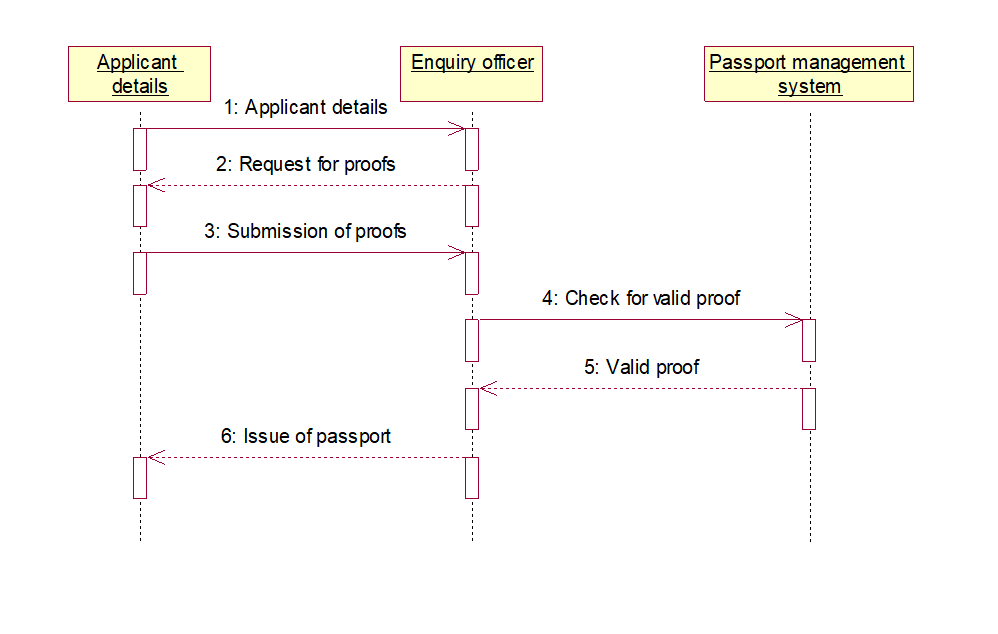 Applicant
details
Enquiry officer
Passport management
system
1: Applicant details
2: Request for proofs
3: Submission of proofs
4: Check for valid proof
5: Valid proof
6: Issue of passport